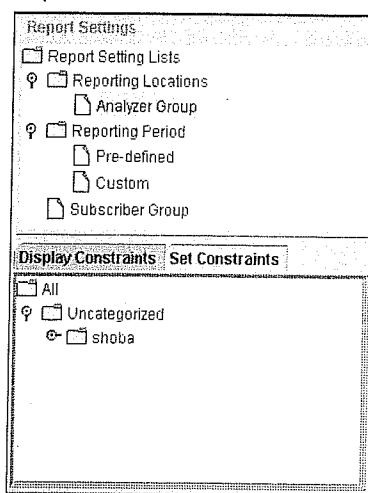 Report Settings
Report Setting Lists
Reporting Locations
Analyzer Group
Reporting Period
Pre-defined
Custom
Subscriber Group
Display Constraints Set Constraints
All
Uncategorized
shoba